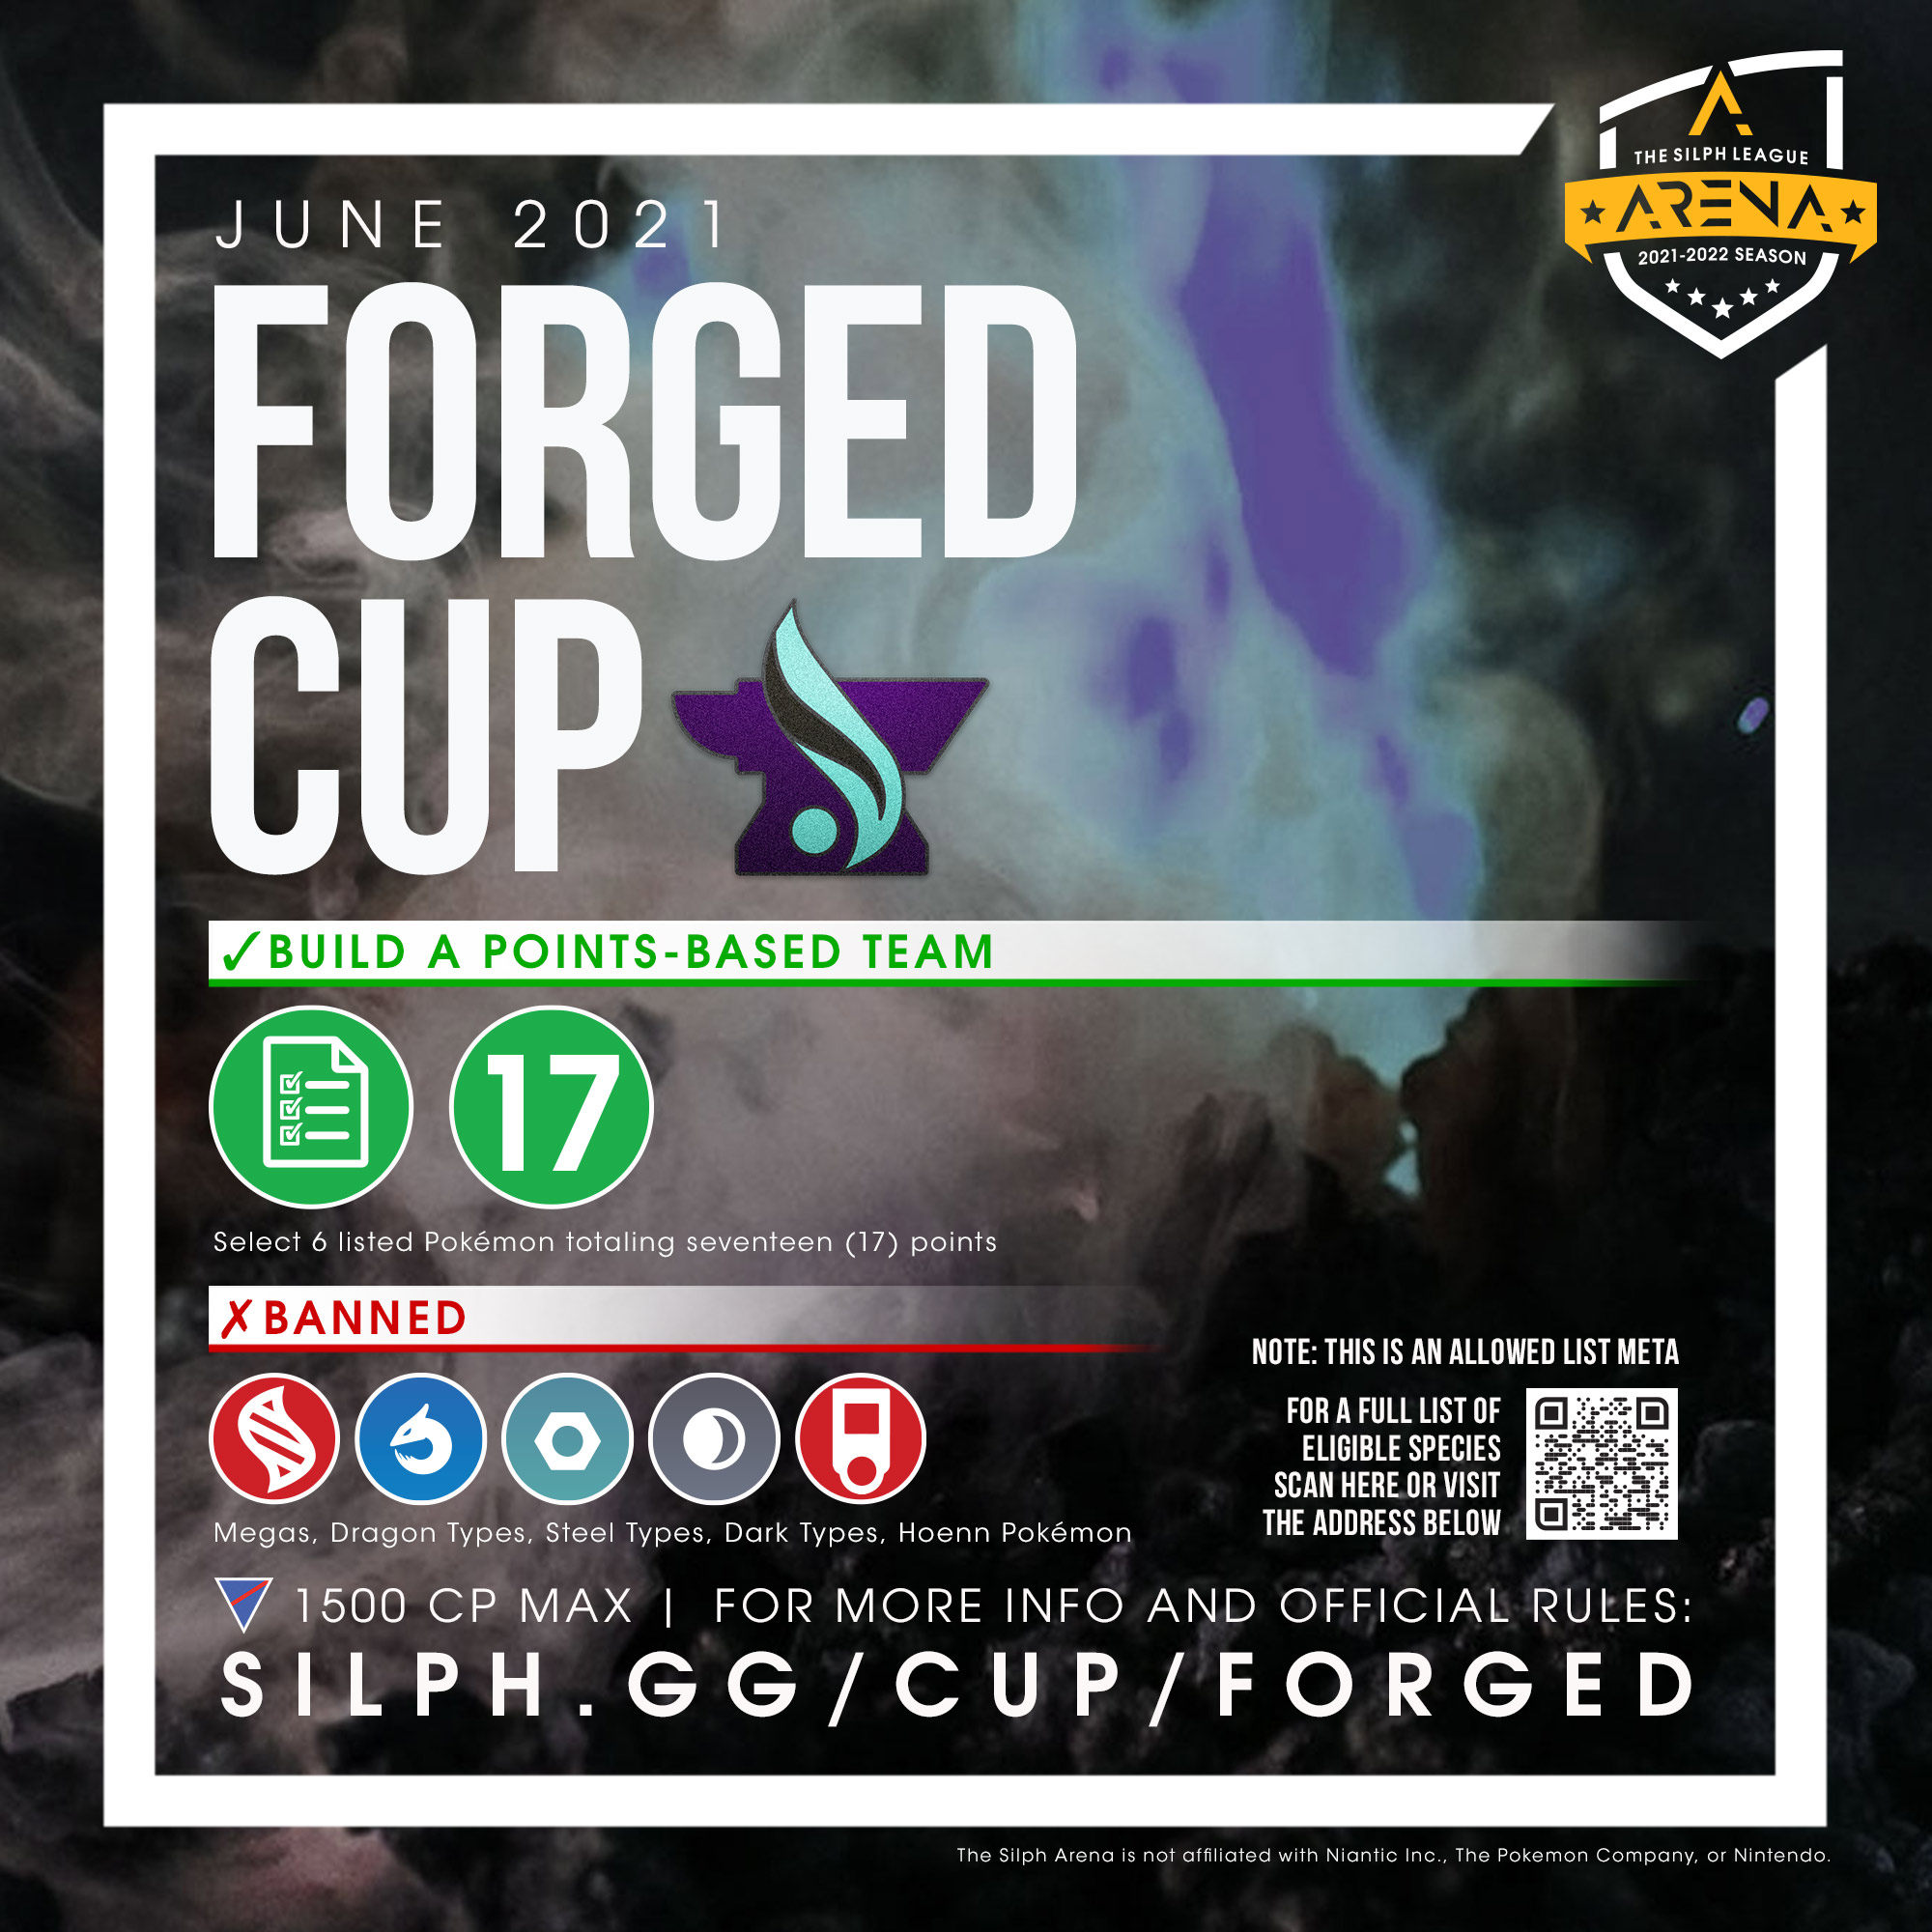 THE SILPH LEAGUE
ARENA
2021-2022 SEASON
JUNE 2021
FORGED
CUP
✓BUILD A POINTS-BASED TEAM
17
Select 6 listed Pokémon totaling seventeen (17) points
✗BANNED
Megas, Dragon Types, Steel Types, Dark Types, Hoenn Pokémon
NOTE: THIS IS AN ALLOWED LIST META
FOR A FULL LIST OF
ELIGIBLE SPECIES
SCAN HERE OR VISIT
THE ADDRESS BELOW
1500 CP MAX | FOR MORE INFO AND OFFICIAL RULES:
SILPH.GG/CUP/FORGED
The Silph Arena is not affiliated with Niantic Inc., The Pokemon Company, or Nintendo.